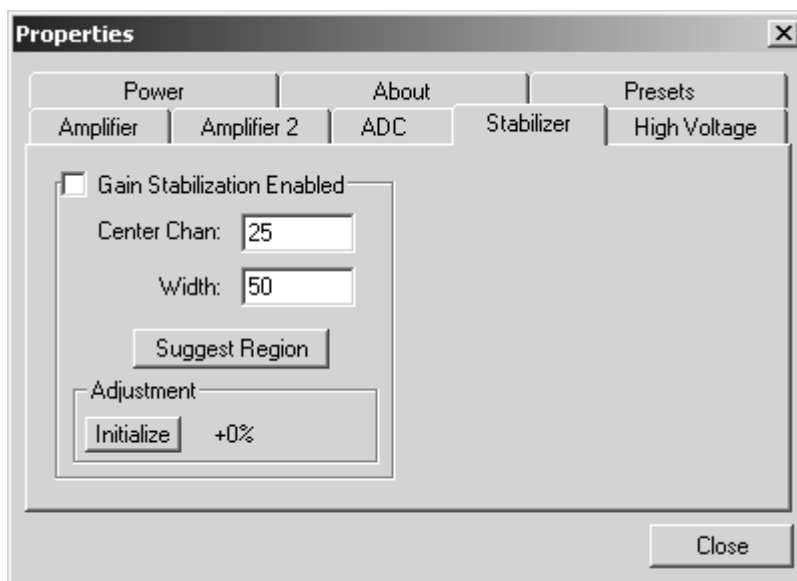 Properties
Power About Presets
Amplifier Amplifier 2 ADC Stabilizer High Voltage
Gain Stabilization Enabled
Center Chan: 25
Width: 50
Suggest Region
Adjustment
Initialize +0%
Close